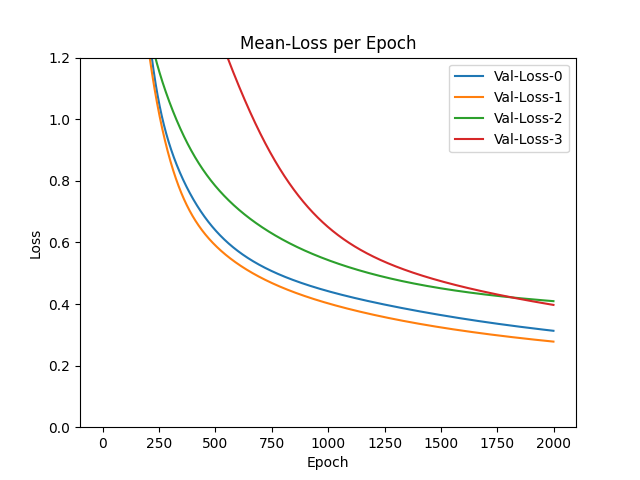 Mean-Loss per Epoch
Val-Loss-0
Val-Loss-1
Val-Loss-2
Val-Loss-3
Loss
1.2
1.0
0.8
0.6
0.4
0.2
0.0
0 250 500 750 1000 1250 1500 1750 2000
Epoch